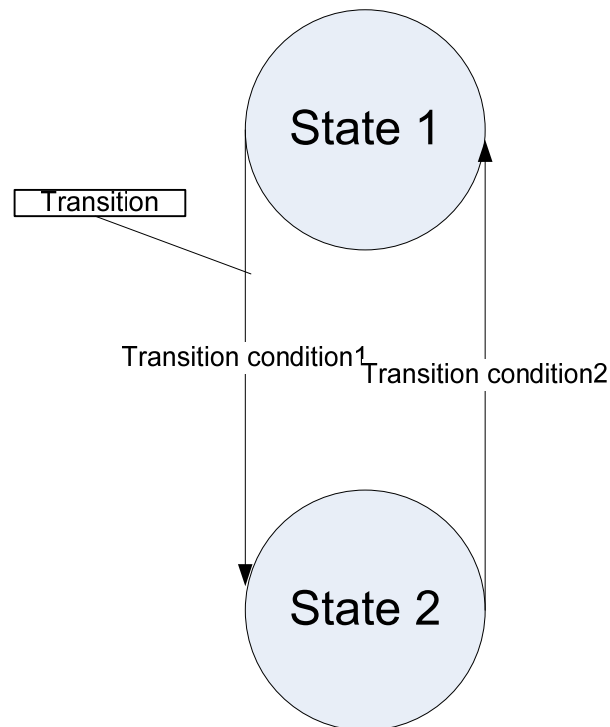 State 1
Transition
Transition condition1
Transition condition2
State 2